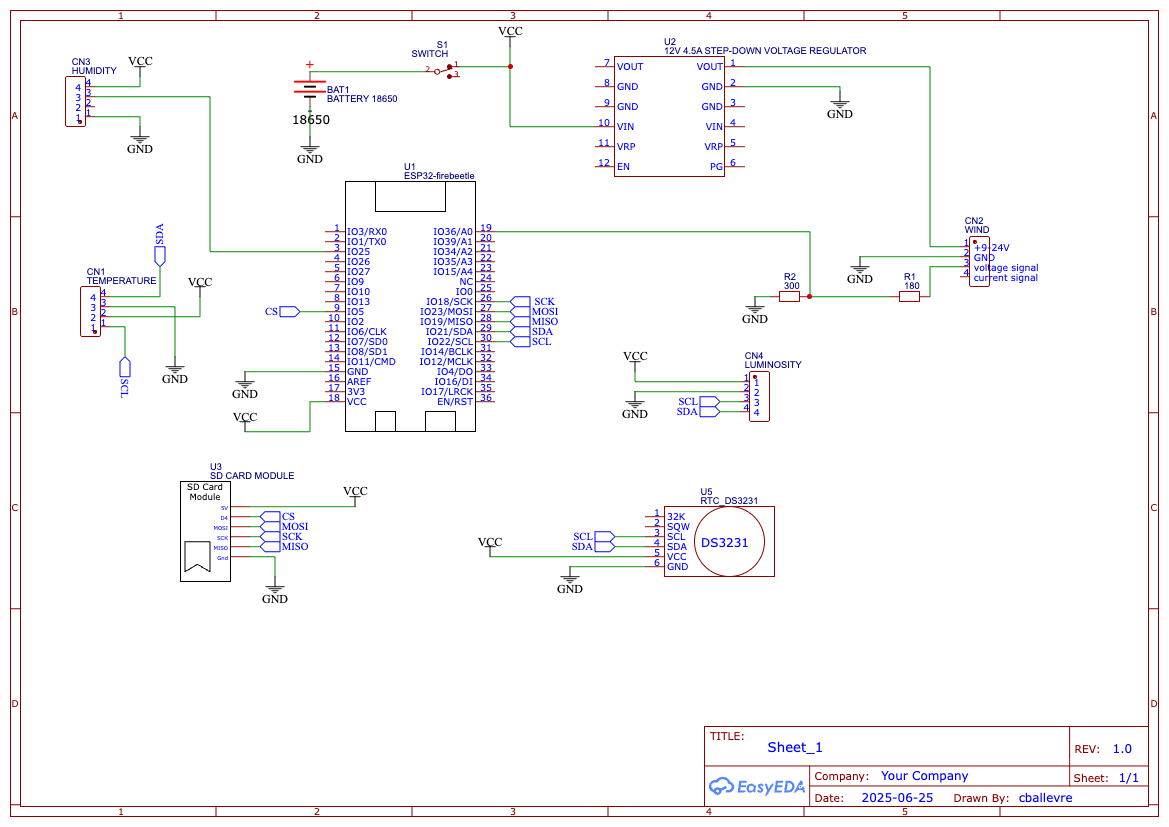 1 2 3 4 5
A
B
C
D
A
B
C
D
CN3
HUMIDITY
VCC
4 4
3 3
2 2
1 1
GND
+
BAT1
BATTERY 18650
18650
GND
S1
SWITCH
2 1
3
VCC
U2
12V 4.5A STEP-DOWN VOLTAGE REGULATOR
7 VOUT VOUT 1
8 GND GND 2
9 GND GND 3
10 VIN VIN 4
11 VRP VRP 5
12 EN PG 6
GND
CN2
WIND
1 +9-24V
2 GND
3 voltage signal
4 current signal
GND
R2
300
R1
180
GND
U1
ESP32-firebeetle
1 IO3/RX0 IO36/A0 19
2 IO1/TX0 IO39/A1 20
3 IO25 IO34/A2 21
4 IO26 IO35/A3 22
5 IO27 IO15/A4 23
6 IO9 NC 24
7 IO10 IO0 25
8 IO13 IO18/SCK 26 SCK
CS 9 IO5 IO23/MOSI 27 MOSI
10 IO2 IO19/MISO 28 MISO
11 IO6/CLK IO21/SDA 29 SDA
12 IO7/SD0 IO22/SCL 30 SCL
13 IO8/SD1 IO14/BCLK 31
14 IO11/CMD IO12/MCLK 32
15 GND IO4/DO 33
16 AREF IO16/DI 34
17 3V3 IO17/LRCK 35
18 VCC EN/RST 36
GND
VCC
SDA
CN1
TEMPERATURE
VCC
4 4
3 3
2 2
1 1
SCL
GND
VCC
CN4
LUMINOSITY
1 1
2 2
SCL 3 3
SDA 4 4
GND
U3
SD CARD MODULE
SD Card
Module
VCC
5V
D4 CS
MOSI MOSI
SCK SCK
MISO MISO
Gnd
GND
U5
RTC_DS3231
1 32K
2 SQW
SCL 3 SCL
SDA 4 SDA
VCC 5 VCC
6 GND
DS3231
GND
TITLE:
Sheet_1
REV: 1.0
EasyEDA
Company: Your Company
Sheet: 1/1
Date: 2025-06-25 Drawn By: cballevre
1 2 3 4 5